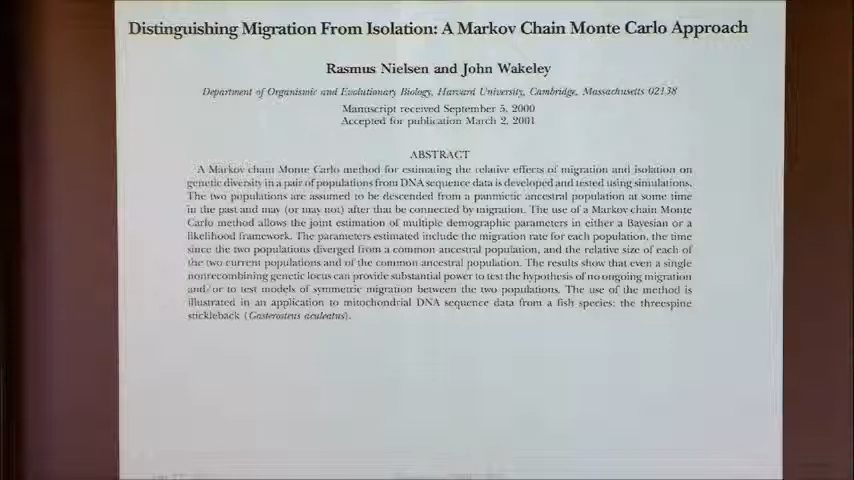 Distinguishing Migration From Isolation: A Markov Chain Monte Carlo Approach
Rasmus Nielsen and John Wakeley
Department of Organismic and Evolutionary Biology, Harvard University, Cambridge, Massachusetts 02138
Manuscript received September 5, 2000
Accepted for publication March 2, 2001
ABSTRACT
A Markov chain Monte Carlo method for estimating the relative effects of migration and isolation on
genetic diversity in a pair of populations from DNA sequence data is developed and tested using simulations.
The two populations are assumed to be descended from a panmictic ancestral population at some time
in the past and may (or may not) after that be connected by migration. The use of a Markov chain Monte
Carlo method allows the joint estimation of multiple demographic parameters in either a Bayesian or a
likelihood framework. The parameters estimated include the migration rate for each population, the time
since the two populations diverged from a common ancestral population, and the relative size of each of
the two current populations and of the common ancestral population. The results show that even a single
nonrecombining genetic locus can provide substantial power to test the hypothesis of no ongoing migration
and/or to test models of symmetric migration between the two populations. The use of the method is
illustrated in an application to mitochondrial DNA sequence data from a fish species: the threespine
stickleback (Gasterosteus aculeatus).